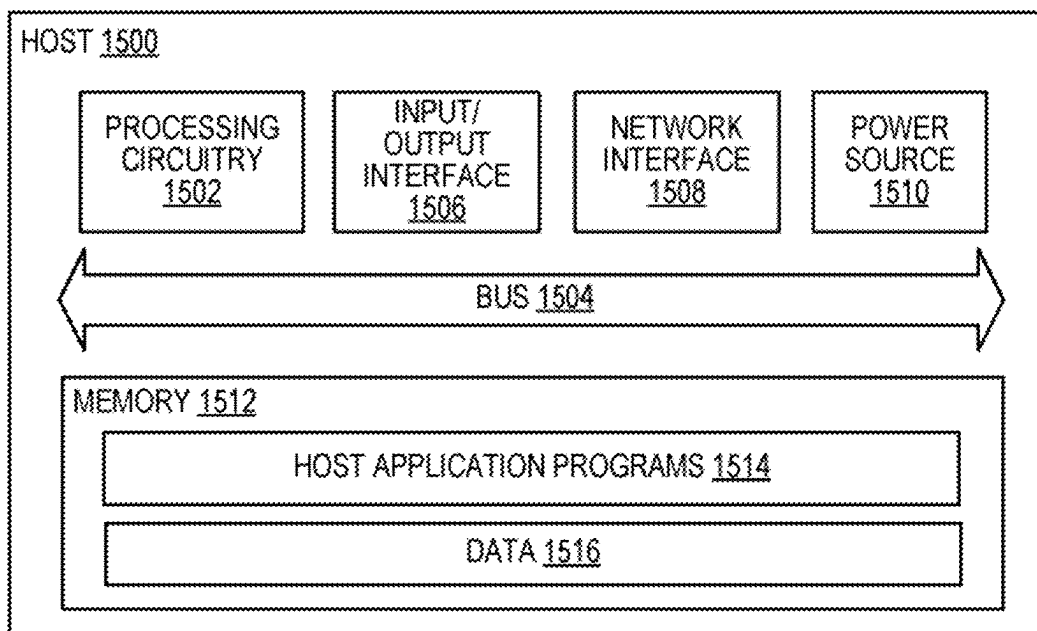 HOST 1500
PROCESSING
CIRCUITRY
1502
INPUT/
OUTPUT
INTERFACE
1506
NETWORK
INTERFACE
1508
POWER
SOURCE
1510
BUS 1504
MEMORY 1512
HOST APPLICATION PROGRAMS 1514
DATA 1516